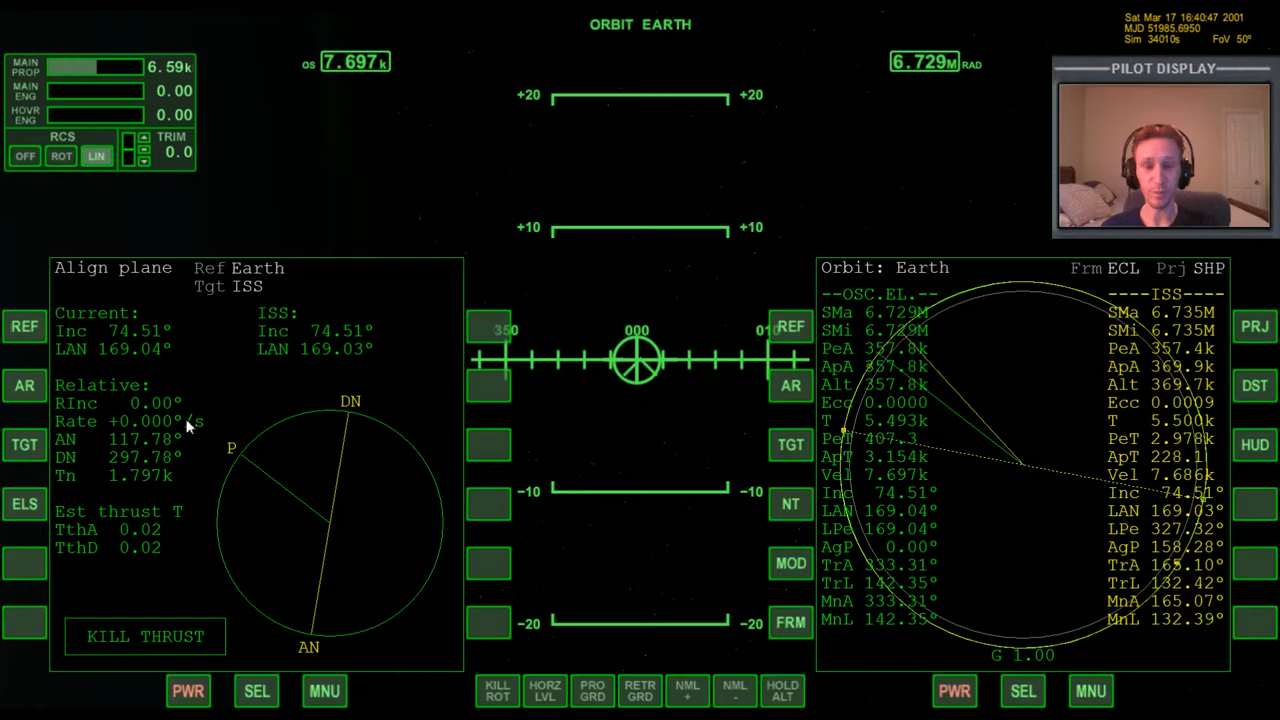 ORBIT EARTH
Sat Mar 17 16:40:47 2001
MJD 51985.6950
Sim 34010s FoV 50°
MAIN PROP 6.59k
MAIN ENG 0.00
HOVR ENG 0.00
RCS TRIM
OFF ROT LIN 0.0
OS 7.697k
6.729M RAD
PILOT DISPLAY
+20 +20
+10 +10
350 000 010
-10 -10
-20 -20
Align plane Ref Earth
Tgt ISS
Current: ISS:
Inc 74.51° Inc 74.51°
LAN 169.04° LAN 169.03°
Relative:
RInc 0.00°
Rate +0.000°/s
AN 117.78°
DN 297.78°
Tn 1.797k
Est thrust T
TthA 0.02
TthD 0.02
KILL THRUST
DN
P
AN
REF
AR
TGT
ELS
PWR SEL MNU
KILL ROT
HORZ LVL
PRO GRD
RETR GRD
NML +
NML -
HOLD ALT
REF
AR
TGT
NT
MOD
FRM
Orbit: Earth Frm ECL Prj SHP
--OSC.EL.-- ----ISS----
SMa 6.729M SMa 6.735M
SMi 6.729M SMi 6.735M
PeA 357.8k PeA 357.4k
ApA 357.8k ApA 369.9k
Alt 357.8k Alt 369.7k
Ecc 0.0000 Ecc 0.0009
T 5.493k T 5.500k
PeT 407.3 PeT 2.978k
ApT 3.154k ApT 228.1
Vel 7.697k Vel 7.686k
Inc 74.51° Inc 74.51°
LAN 169.04° LAN 169.03°
LPe 169.04° LPe 327.32°
AgP 0.00° AgP 158.28°
TrA 333.31° TrA 165.10°
TrL 142.35° TrL 132.42°
MnA 333.31° MnA 165.07°
MnL 142.35° MnL 132.39°
G 1.00
PRJ
DST
HUD
PWR SEL MNU